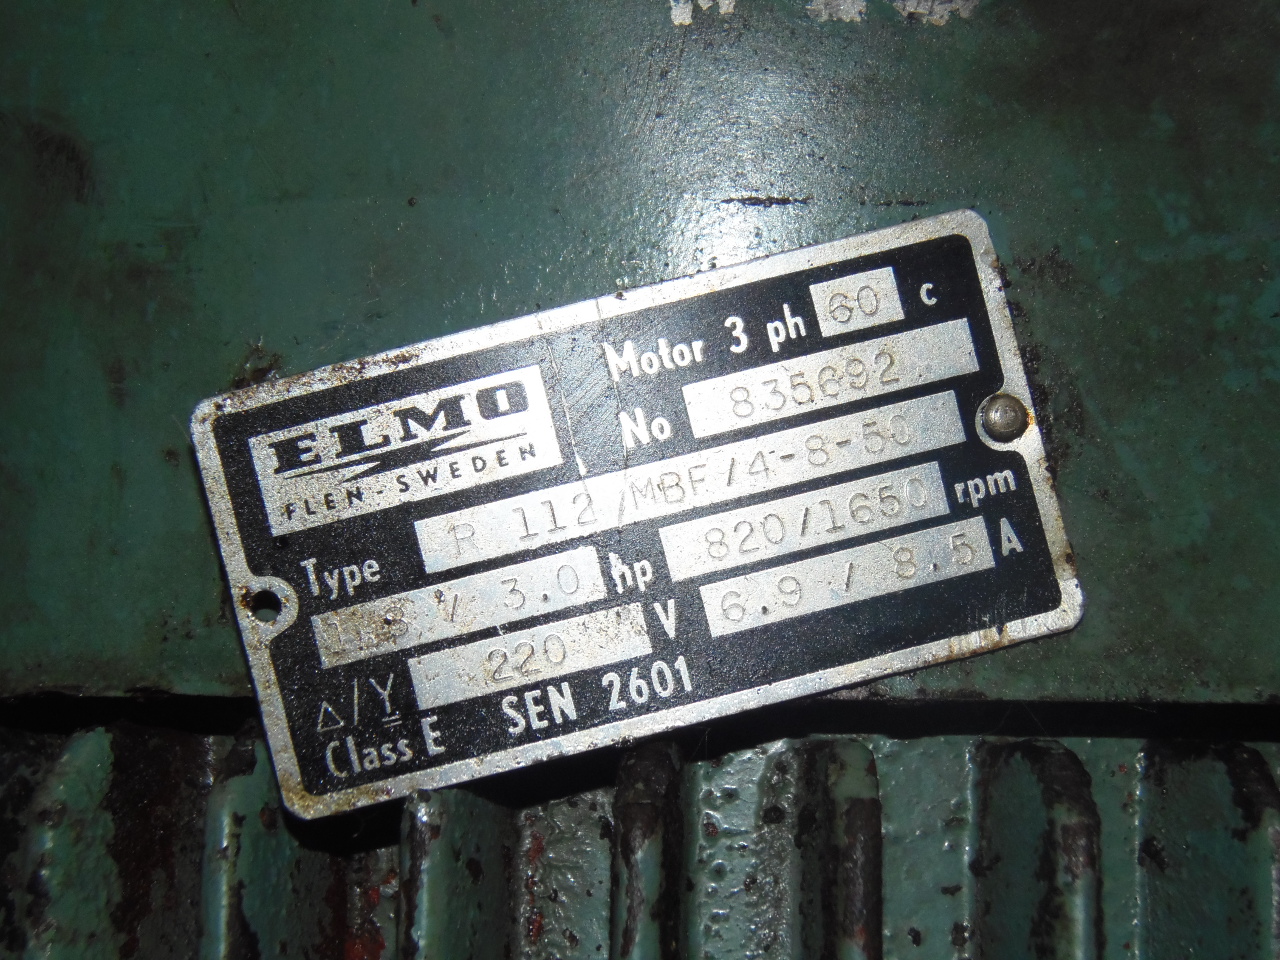 ELMO
FLEN-SWEDEN
Motor 3 ph 60 c
No 835692
Type R 112/MBF/4-8-50
/ 3.0 hp 820/1650 rpm
△/Y 220 V 6.9 / 8.5 A
Class E SEN 2601